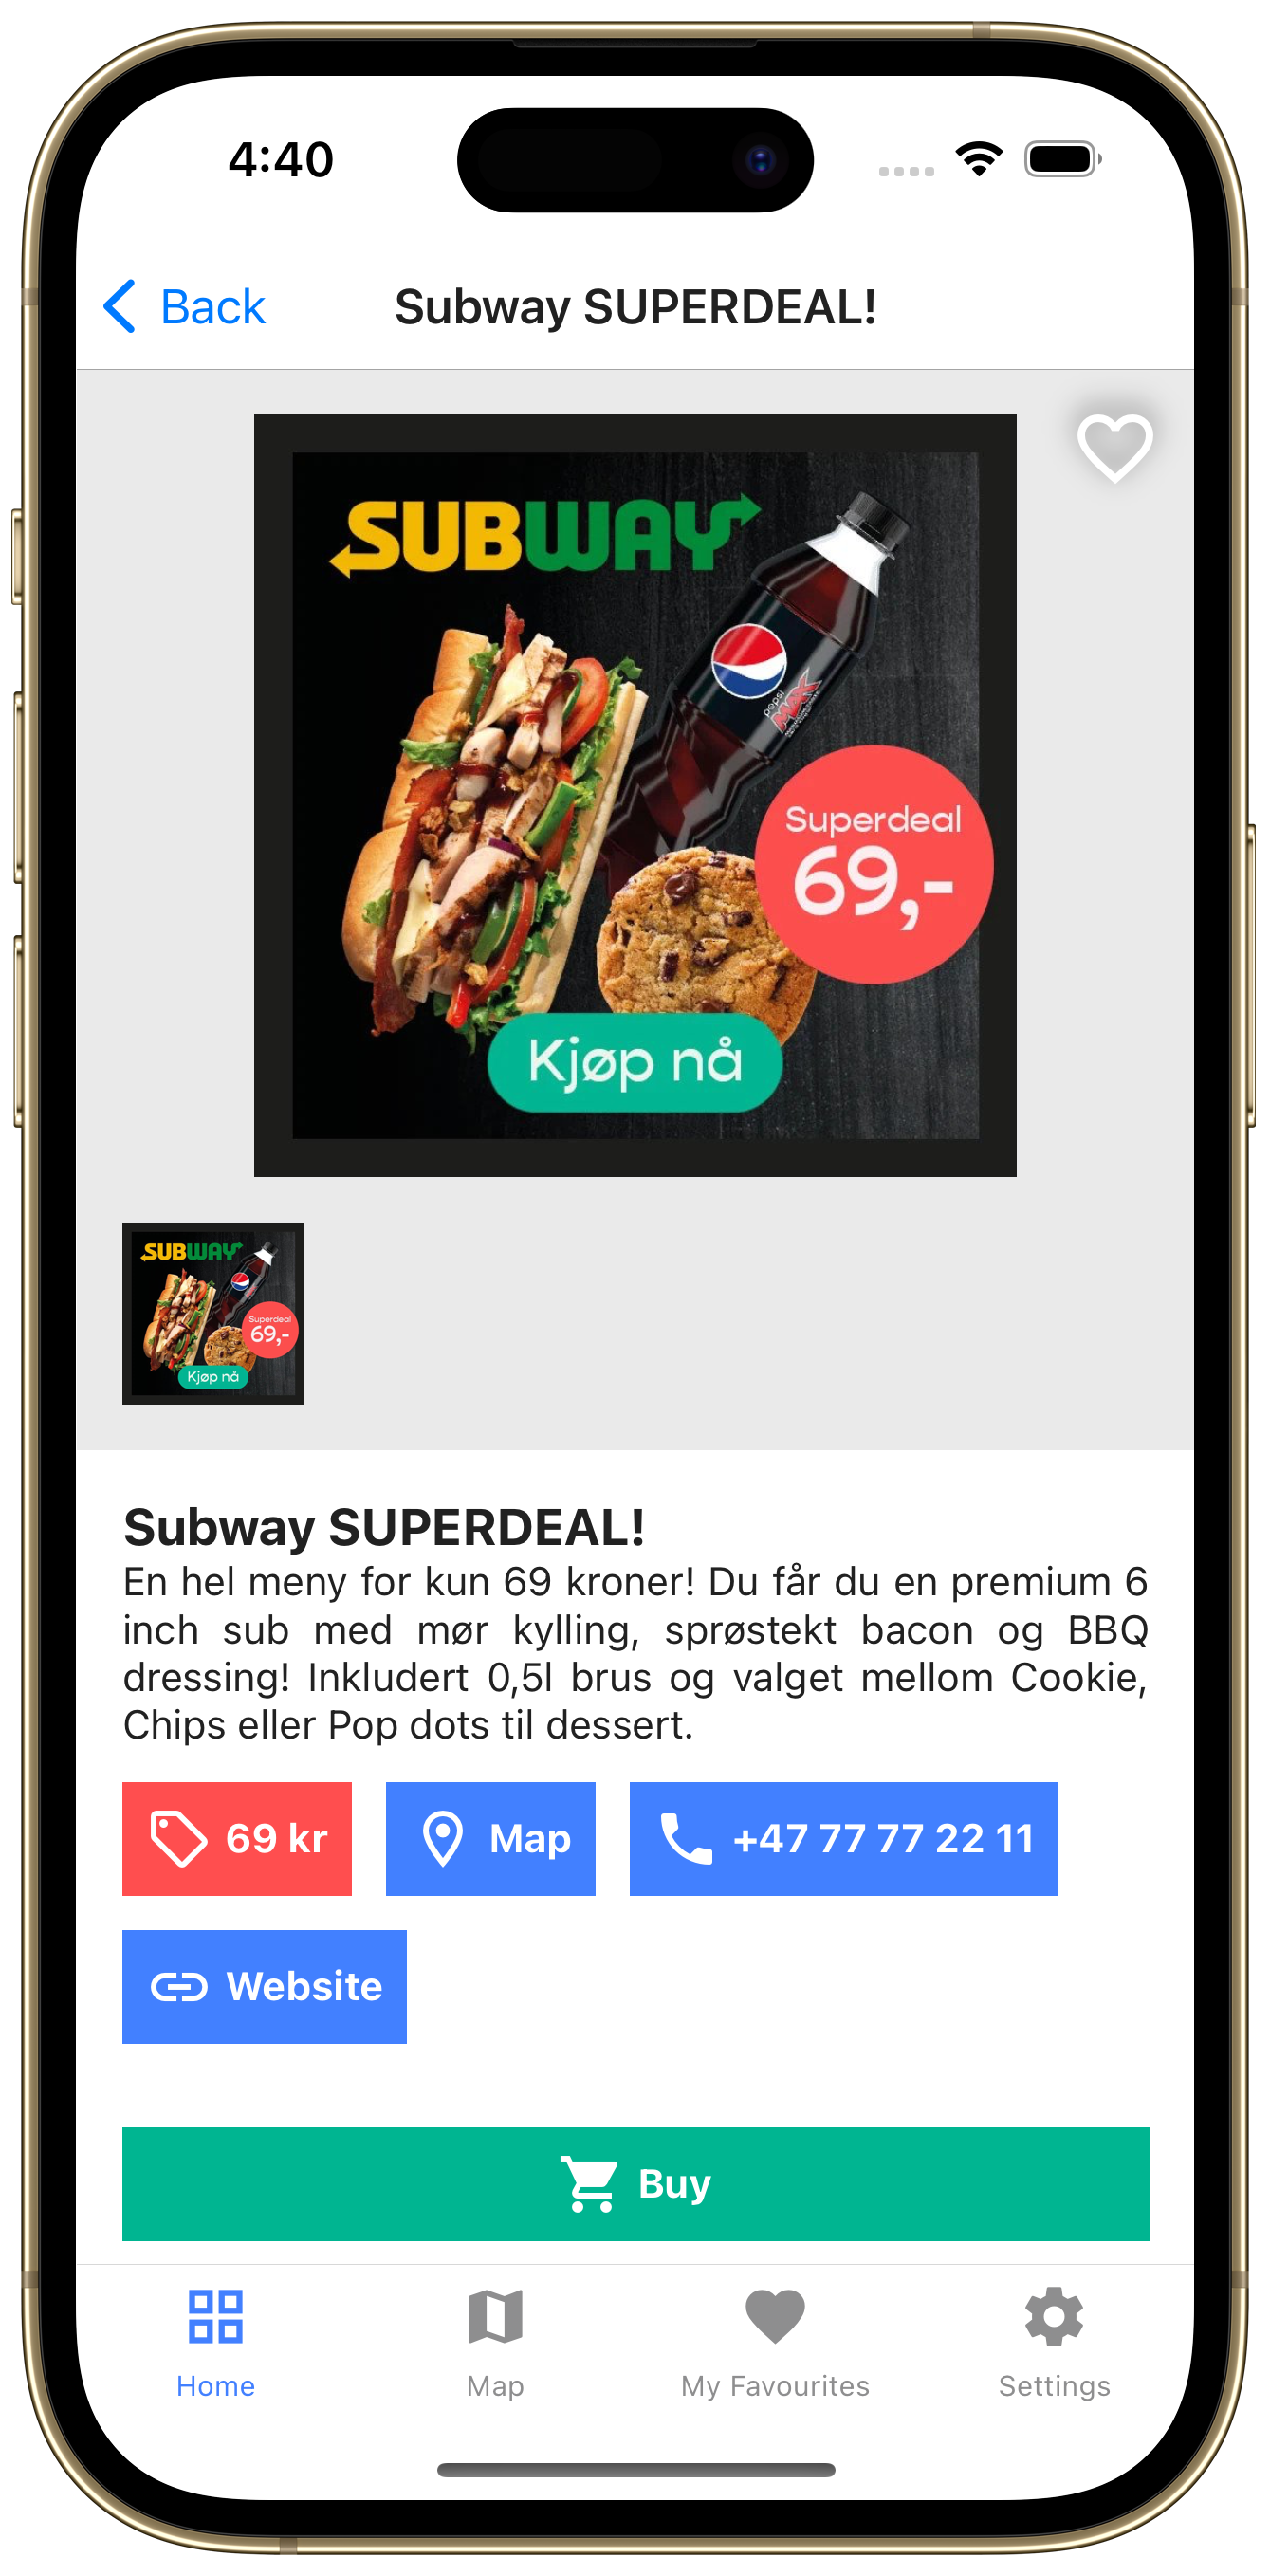 4:40
Back
Subway SUPERDEAL!
SUBWAY
pepsi
MAX
Superdeal
69,-
Kjøp nå
SUBWAY
Superdeal
69,-
Kjøp nå
Subway SUPERDEAL!
En hel meny for kun 69 kroner! Du får du en premium 6
inch sub med mør kylling, sprøstekt bacon og BBQ
dressing! Inkludert 0,5l brus og valget mellom Cookie,
Chips eller Pop dots til dessert.
69 kr
Map
+47 77 77 22 11
Website
Buy
Home
Map
My Favourites
Settings